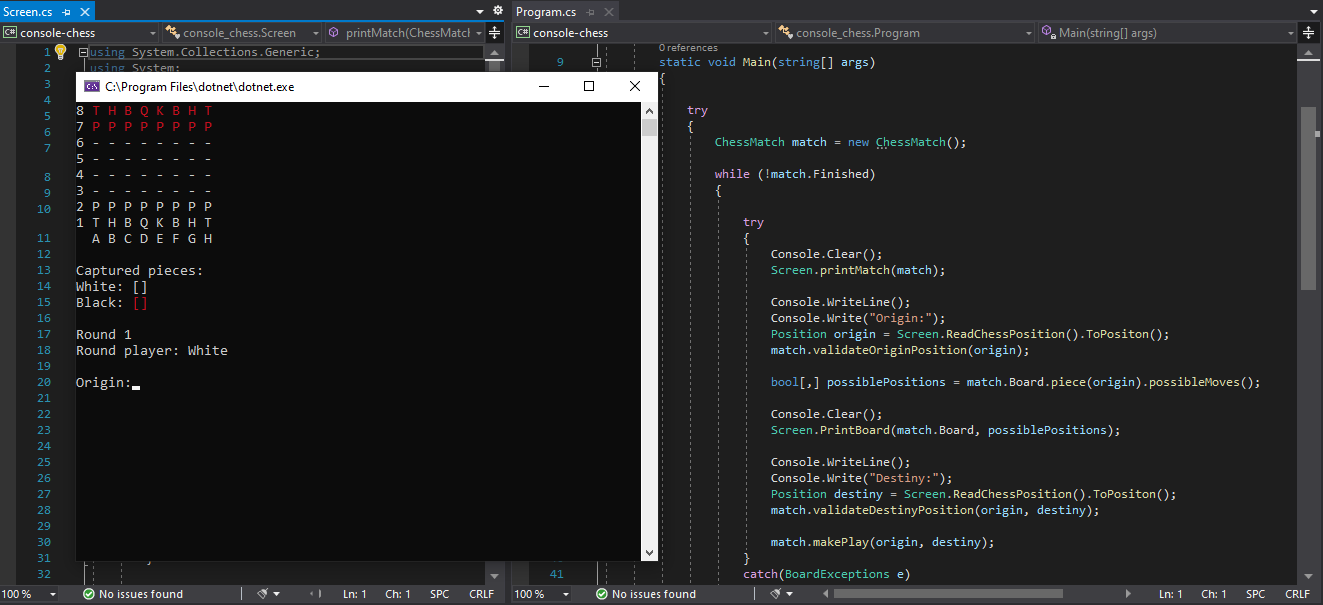 Screen.cs
console-chess
console_chess.Screen
printMatch(ChessMatch
1 using System.Collections.Generic;
2 using System;
3
4
5
6
7
8
9
10
11
12
13
14
15
16
17
18
19
20
21
22
23
24
25
26
27
28
29
30
31
32
C:\Program Files\dotnet\dotnet.exe
8 T H B Q K B H T
7 P P P P P P P P
6 - - - - - - - -
5 - - - - - - - -
4 - - - - - - - -
3 - - - - - - - -
2 P P P P P P P P
1 T H B Q K B H T
A B C D E F G H
Captured pieces:
White: []
Black: []
Round 1
Round player: White
Origin:
100 %
No issues found
Ln: 1 Ch: 1 SPC CRLF
Program.cs
console-chess
console_chess.Program
Main(string[] args)
0 references
9 static void Main(string[] args)
{
try
{
ChessMatch match = new ChessMatch();
while (!match.Finished)
{
try
{
Console.Clear();
Screen.printMatch(match);
Console.WriteLine();
Console.Write("Origin:");
Position origin = Screen.ReadChessPosition().ToPositon();
match.validateOriginPosition(origin);
bool[,] possiblePositions = match.Board.piece(origin).possibleMoves();
Console.Clear();
Screen.PrintBoard(match.Board, possiblePositions);
Console.WriteLine();
Console.Write("Destiny:");
Position destiny = Screen.ReadChessPosition().ToPositon();
match.validateDestinyPosition(origin, destiny);
match.makePlay(origin, destiny);
}
41 catch(BoardExceptions e)
100 %
No issues found
Ln: 1 Ch: 1 SPC CRLF